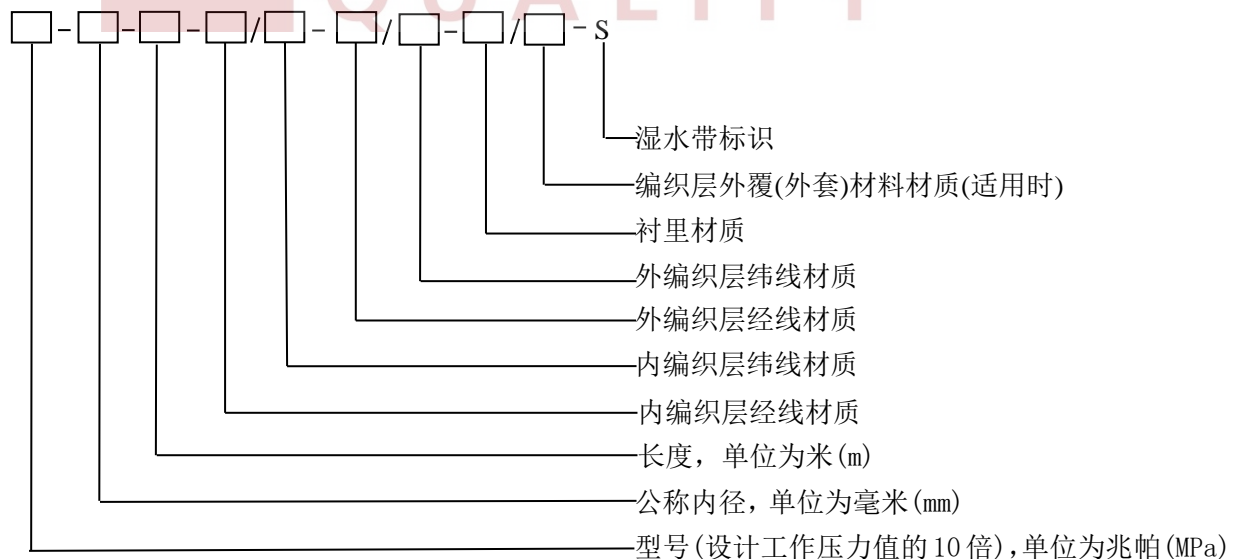 QUALITY
□-□-□-□/□-□/□-□/□-S
湿水带标识
编织层外覆(外套)材料材质(适用时)
衬里材质
外编织层纬线材质
外编织层经线材质
内编织层纬线材质
内编织层经线材质
长度，单位为米(m)
公称内径，单位为毫米(mm)
型号(设计工作压力值的10倍),单位为兆帕(MPa)